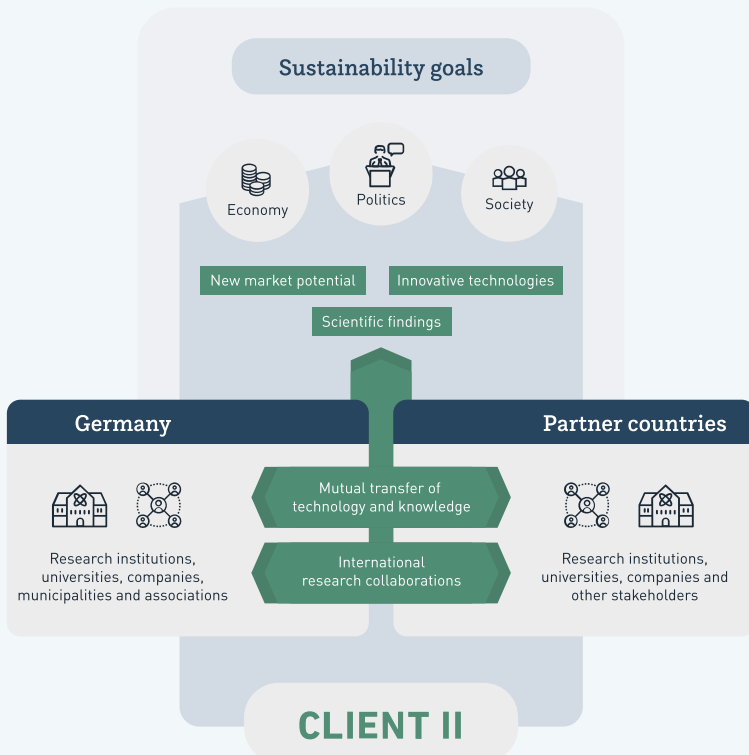 Sustainability goals
Economy
Politics
Society
New market potential
Innovative technologies
Scientific findings
Germany
Partner countries
Mutual transfer of
technology and knowledge
International
research collaborations
Research institutions,
universities, companies,
municipalities and associations
Research institutions,
universities, companies and
other stakeholders
CLIENT II